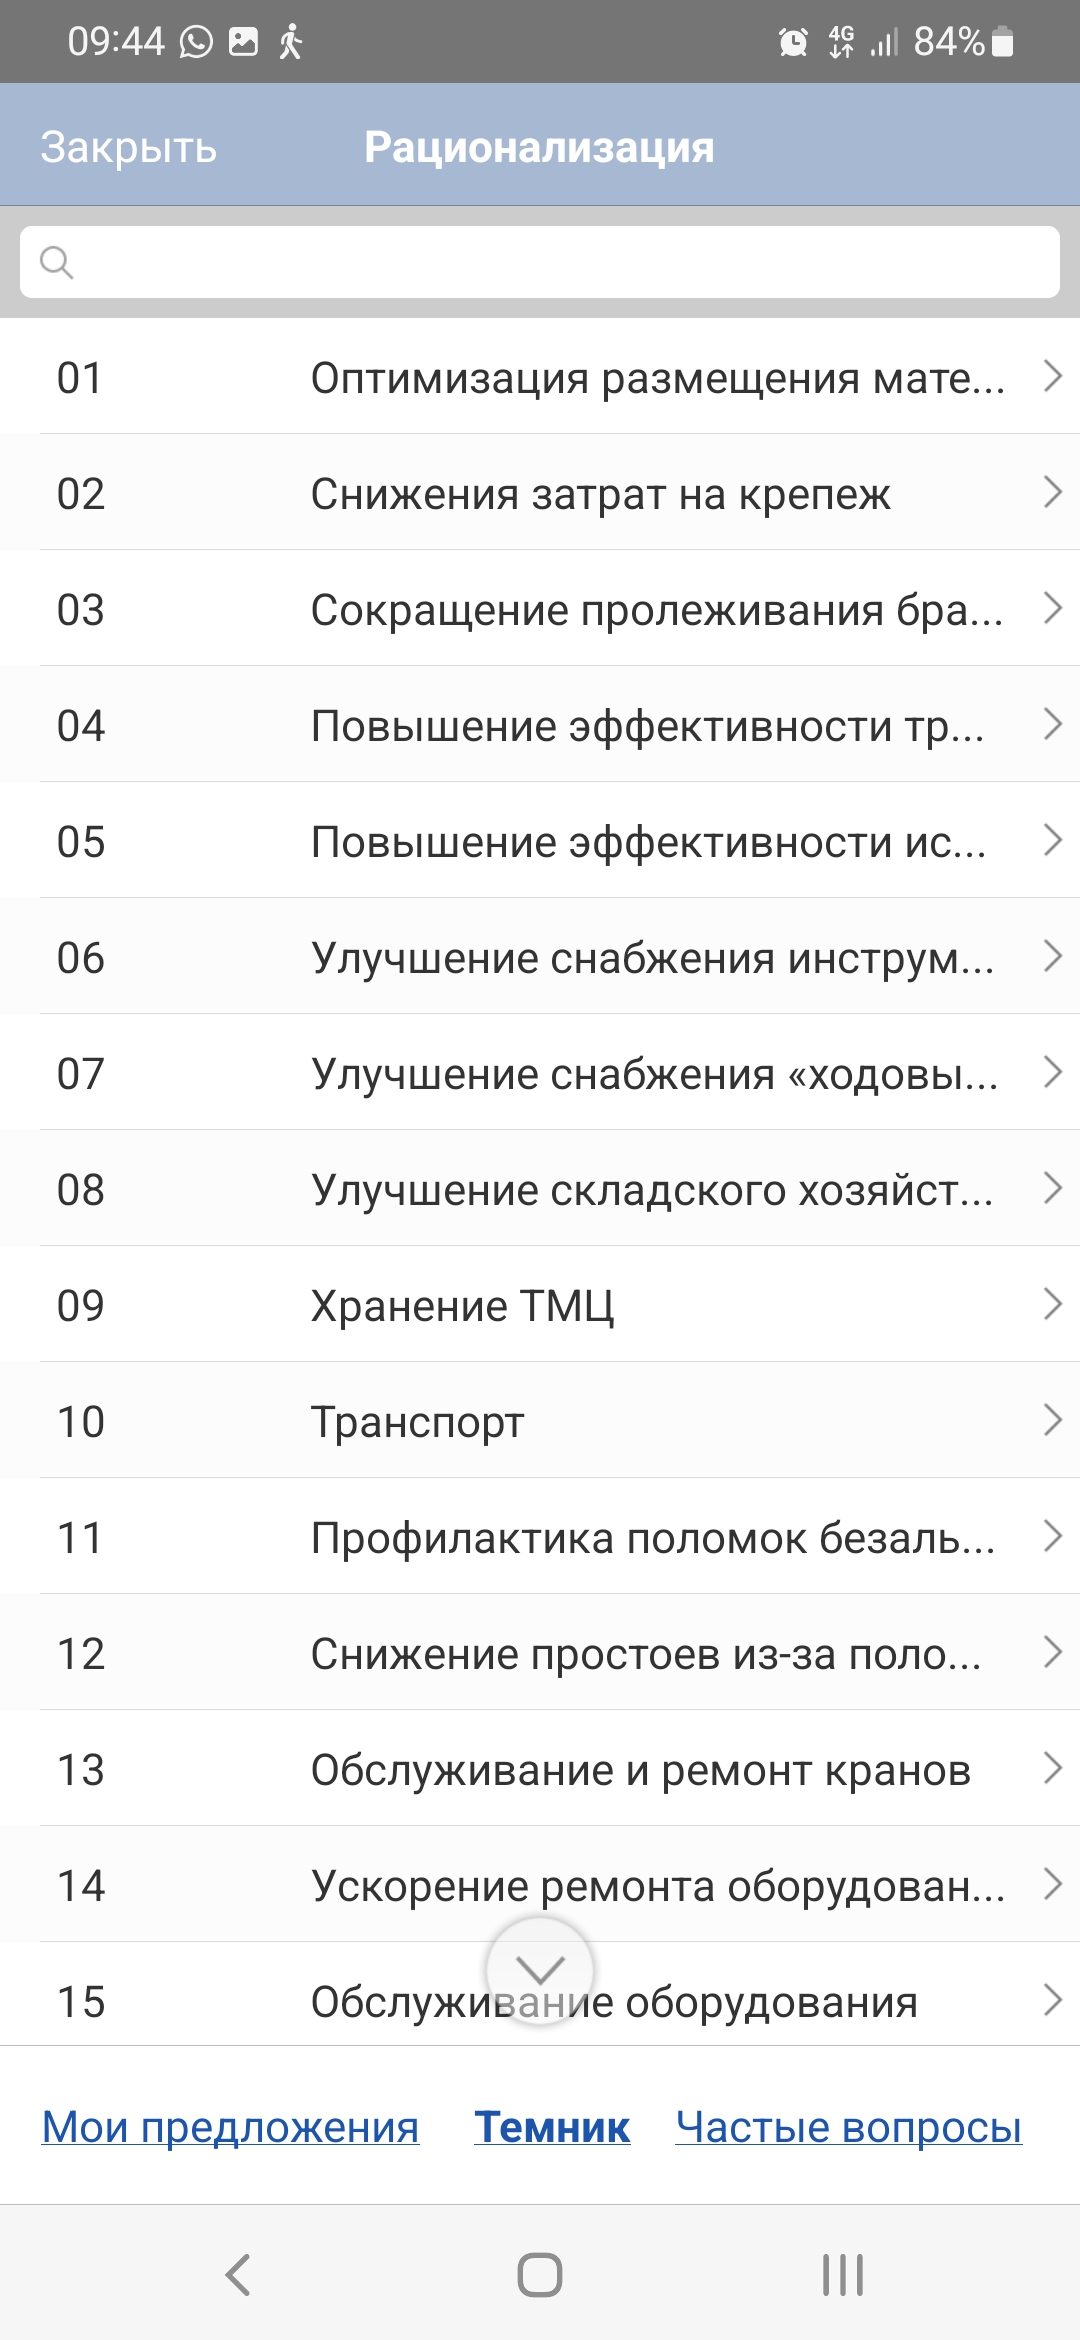 09:44 4G 84%
Закрыть Рационализация
01 Оптимизация размещения мате...
02 Снижения затрат на крепеж
03 Сокращение пролеживания бра...
04 Повышение эффективности тр...
05 Повышение эффективности ис...
06 Улучшение снабжения инструм...
07 Улучшение снабжения «ходовы...
08 Улучшение складского хозяйст...
09 Хранение ТМЦ
10 Транспорт
11 Профилактика поломок безаль...
12 Снижение простоев из-за поло...
13 Обслуживание и ремонт кранов
14 Ускорение ремонта оборудован...
15 Обслуживание оборудования
Мои предложения Темник Частые вопросы